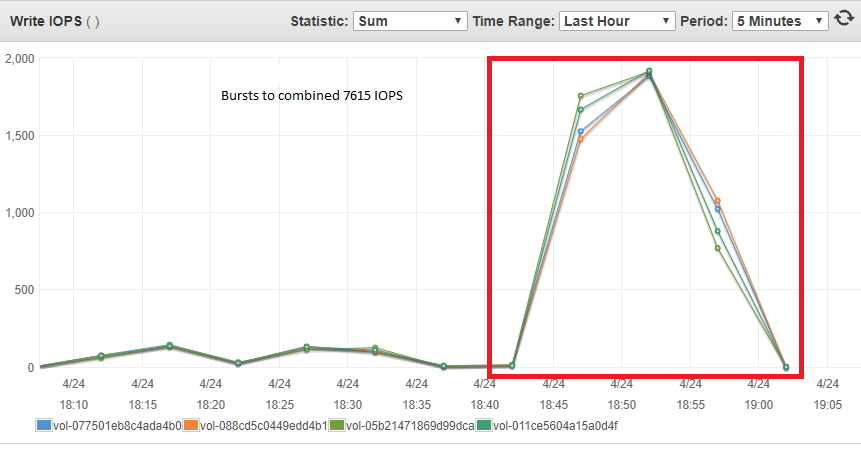 Write IOPS ( ) Statistic: Sum Time Range: Last Hour Period: 5 Minutes
2,000
Bursts to combined 7615 IOPS
1,500
1,000
500
0
4/24 4/24 4/24 4/24 4/24 4/24 4/24 4/24 4/24 4/24 4/24 4/24
18:10 18:15 18:20 18:25 18:30 18:35 18:40 18:45 18:50 18:55 19:00 19:05
vol-077501eb8c4ada4b0 vol-088cd5c0449edd4b1 vol-05b21471869d99dca vol-011ce5604a15a0d4f